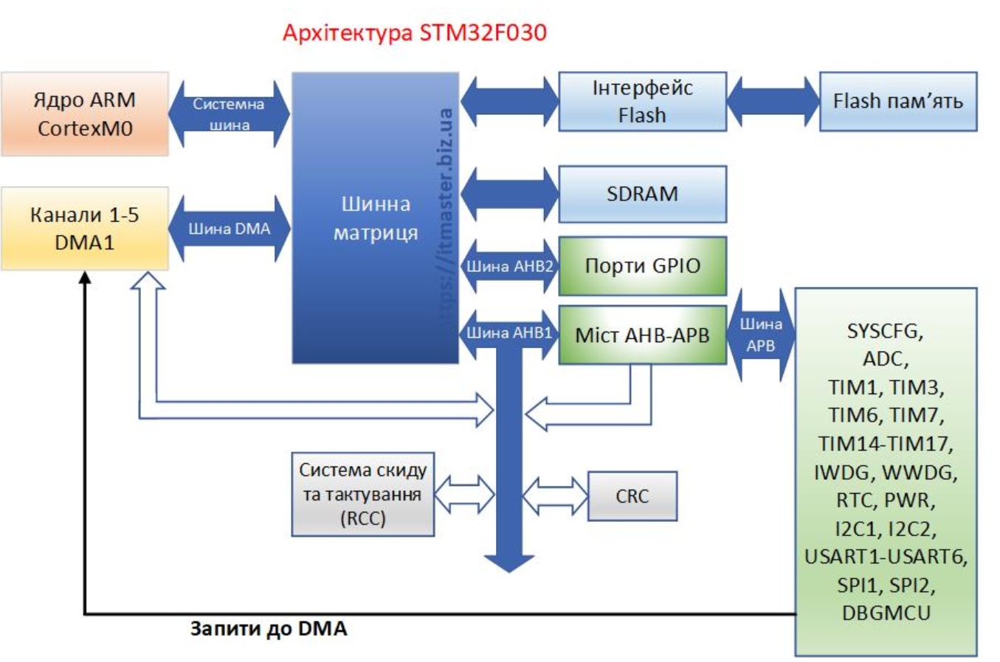 Архітектура STM32F030
Ядро ARM
CortexM0
Системна
шина
Шинна
матриця
https://itmaster.biz.ua
Інтерфейс
Flash
Flash пам’ять
SDRAM
Канали 1-5
DMA1
Шина DMA
Шина AHB2
Порти GPIO
Шина AHB1
Міст AHB-APB
Шина
APB
SYSCFG,
ADC,
TIM1, TIM3,
TIM6, TIM7,
TIM14-TIM17,
IWDG, WWDG,
RTC, PWR,
I2C1, I2C2,
USART1-USART6,
SPI1, SPI2,
DBGMCU
Система скиду
та тактування
(RCC)
CRC
Запити до DMA